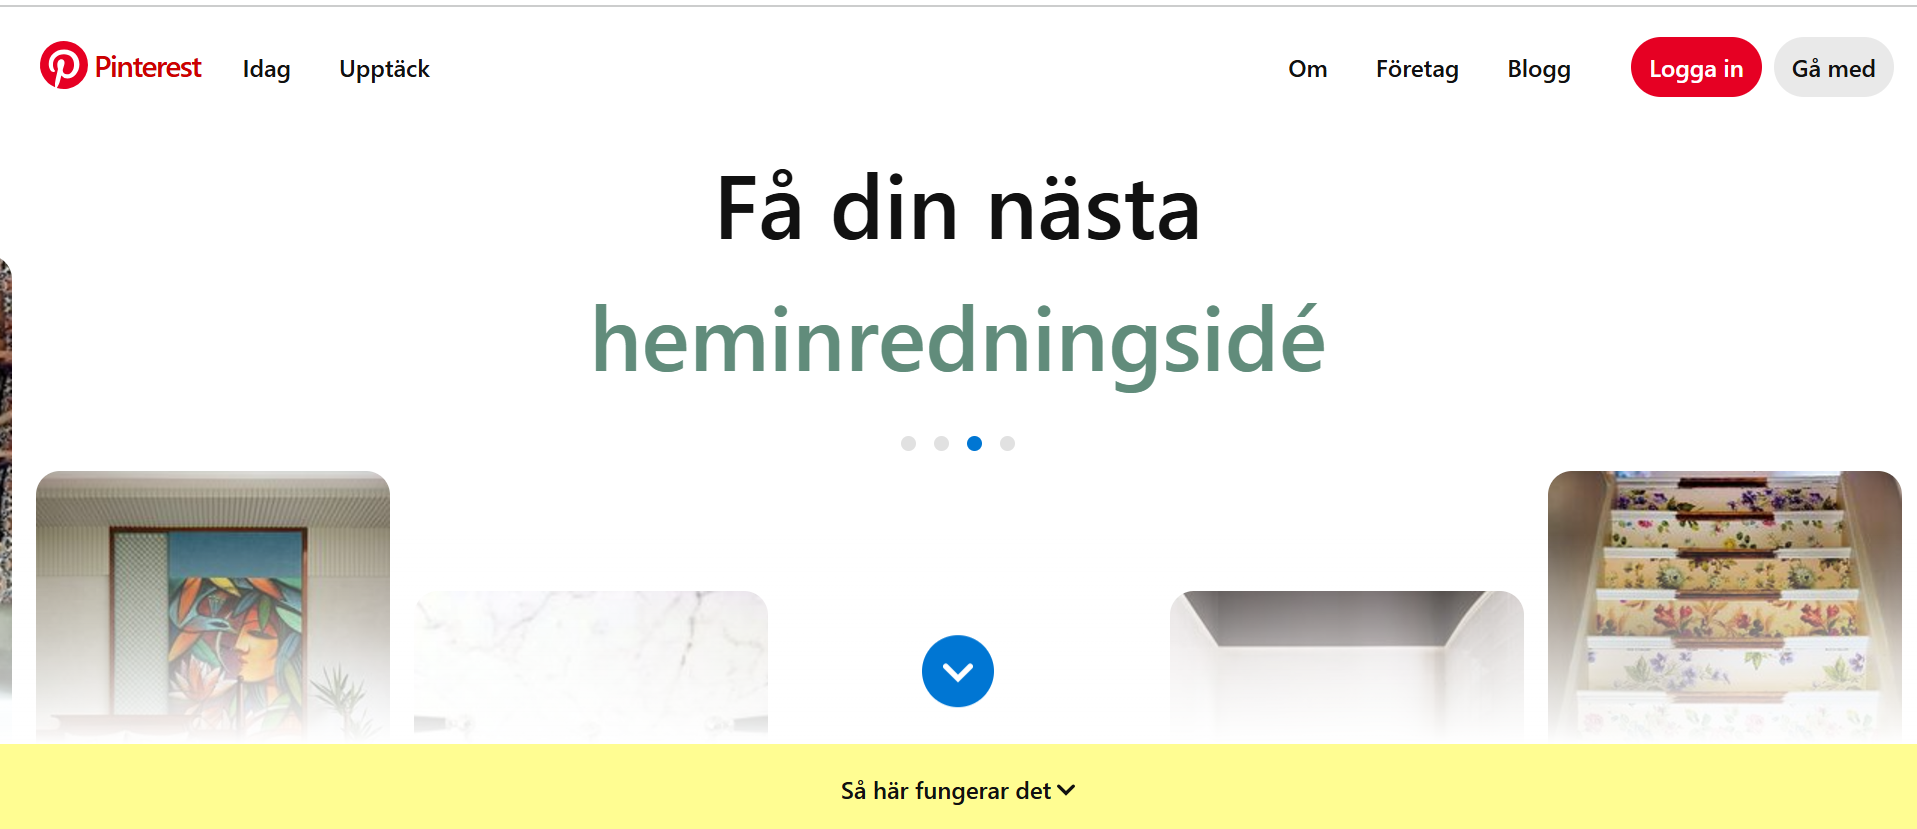 Pinterest Idag Upptäck Om Företag Blogg Logga in Gå med
Få din nästa
heminredningsidé
Så här fungerar det